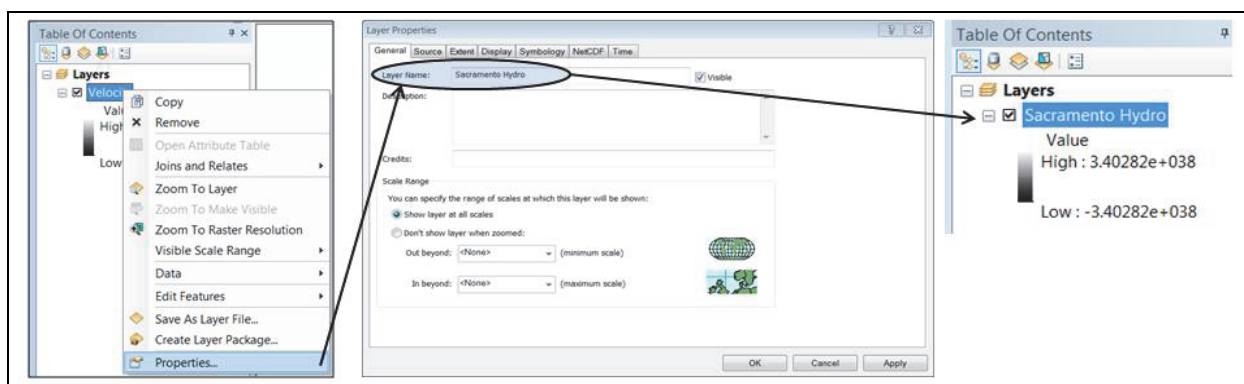 Table Of Contents
Layers
Copy
Remove
Open Attribute Table
Joins and Relates
Zoom To Layer
Zoom To Make Visible
Zoom To Raster Resolution
Visible Scale Range
Data
Edit Features
Save As Layer File...
Create Layer Package...
Properties...
Low
Layer Properties
General Source Extent Display Symbology NetCDF Time
Layer Name: Sacramento Hydro Visible
Credits:
Scale Range
You can specify the range of scales at which this layer will be shown:
Show layer at all scales
Don't show layer when zoomed:
Out beyond: <None> (minimum scale)
In beyond: <None> (maximum scale)
OK Cancel Apply
Table Of Contents
Layers
Sacramento Hydro
Value
High : 3.40282e+038
Low : -3.40282e+038